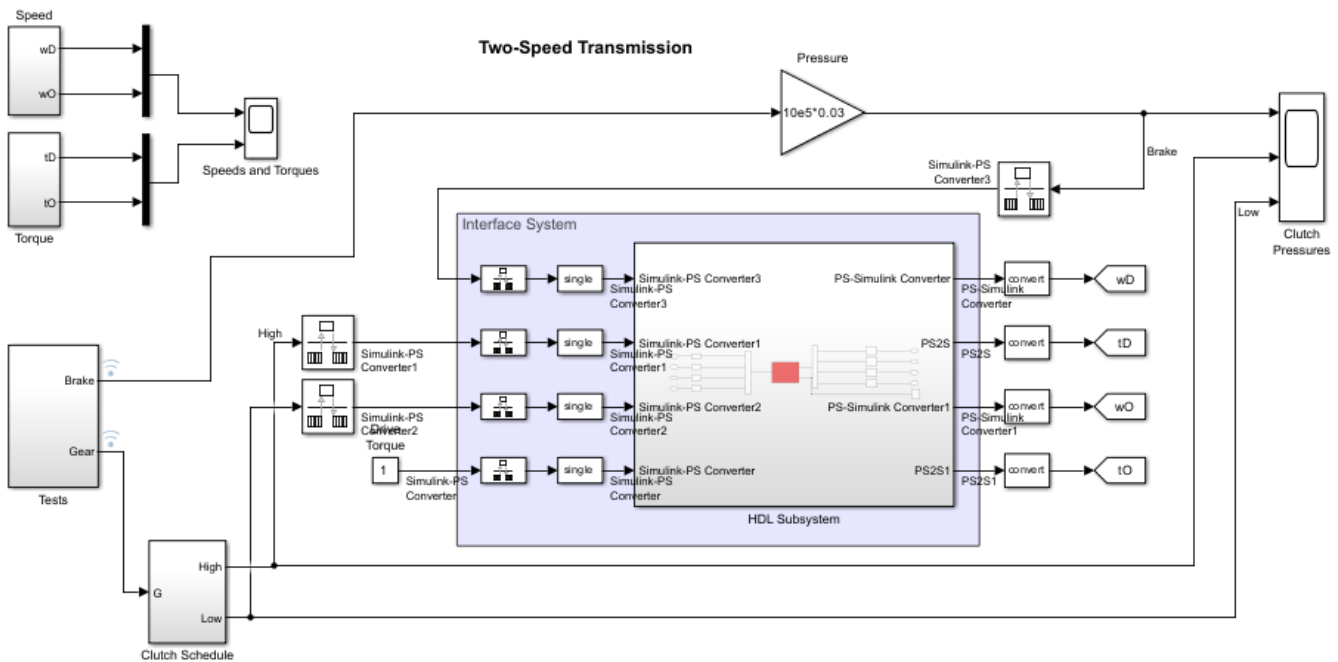 Speed
wD
wO
tD
tO
Torque
Speeds and Torques
Two-Speed Transmission
Pressure
10e5*0.03
Brake
Simulink-PS
Converter3
Low
Clutch
Pressures
Interface System
single
Simulink-PS
Converter3
Simulink-PS Converter3
PS-Simulink Converter
PS-Simulink
Converter
convert
wD
High
Simulink-PS
Converter1
single
Simulink-PS
Converter1
Simulink-PS Converter1
PS2S
PS2S
convert
tD
Simulink-PS
Converter2
single
Simulink-PS
Converter2
Simulink-PS Converter2
PS-Simulink Converter1
PS-Simulink
Converter1
convert
wO
Drive
Torque
1
Simulink-PS
Converter
single
Simulink-PS
Converter
Simulink-PS Converter
PS2S1
PS2S1
convert
tO
HDL Subsystem
Brake
Gear
Tests
G
High
Low
Clutch Schedule